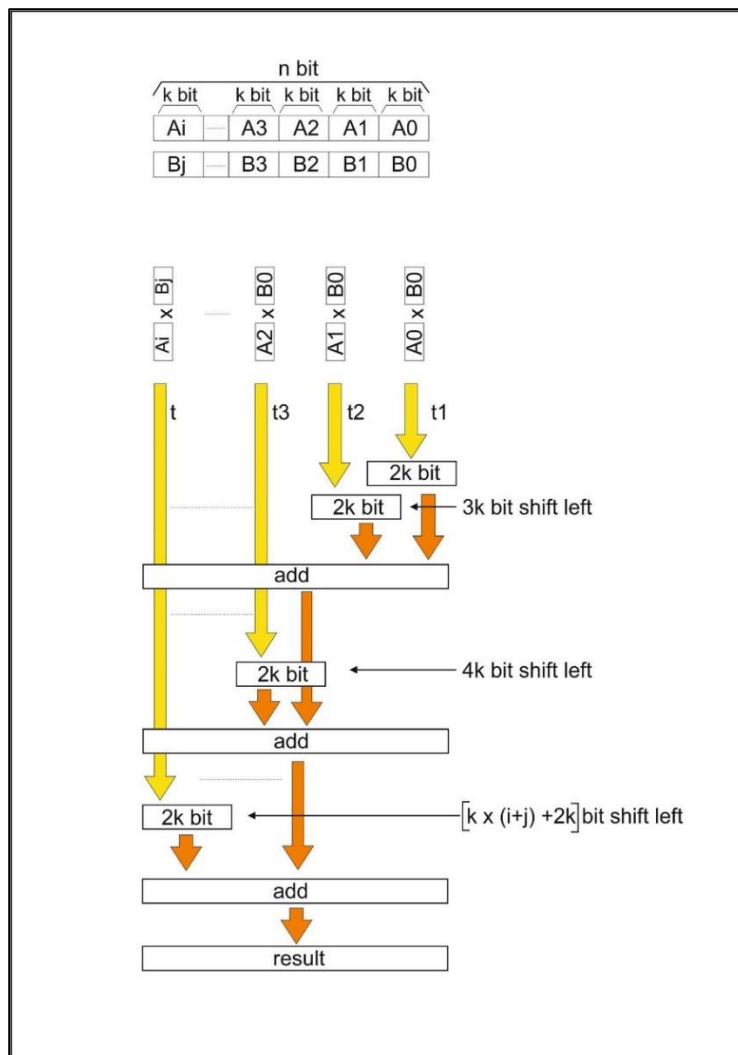 n bit
k bit k bit k bit k bit k bit
Ai A3 A2 A1 A0
Bj B3 B2 B1 B0
Ai x Bj
A2 x B0
A1 x B0
A0 x B0
t t3 t2 t1
2k bit
2k bit 3k bit shift left
add
2k bit 4k bit shift left
add
2k bit [k x (i+j) +2k] bit shift left
add
result